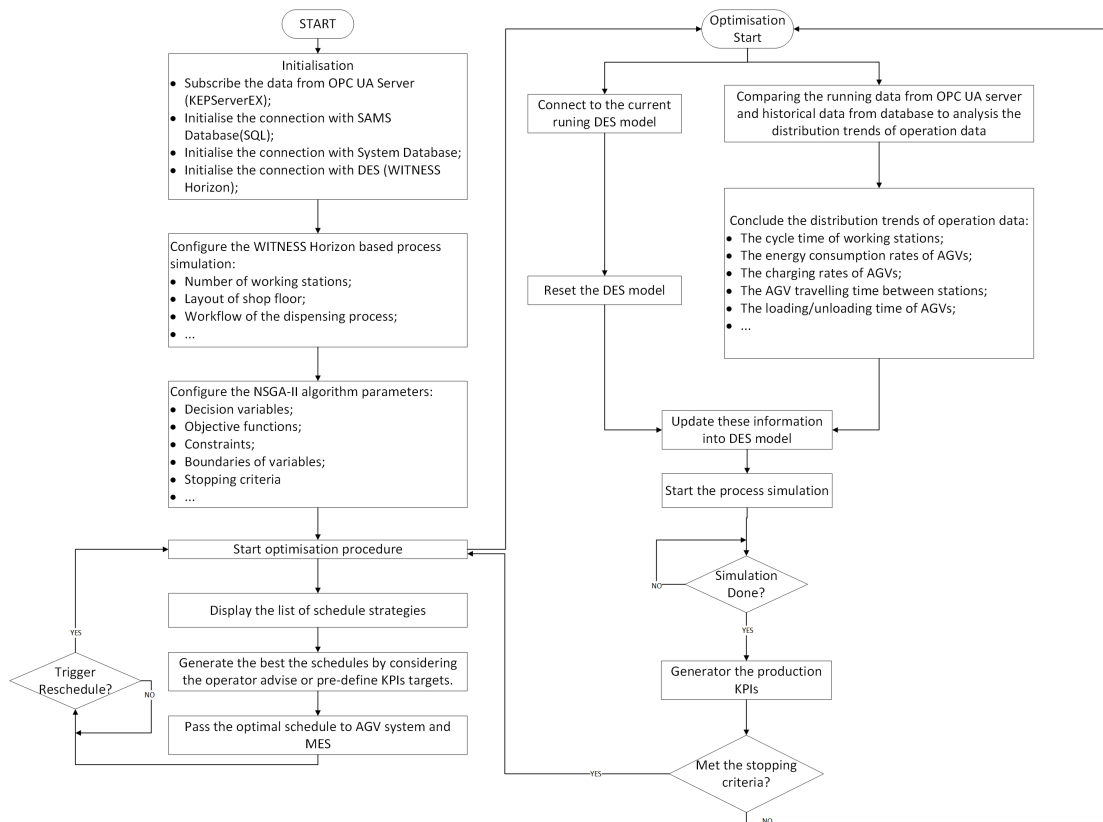 START
Initialisation
● Subscribe the data from OPC UA Server
(KEPServerEX);
● Initialise the connection with SAMS
Database(SQL);
● Initialise the connection with System Database;
● Initialise the connection with DES (WITNESS
Horizon);
Configure the WITNESS Horizon based process
simulation:
● Number of working stations;
● Layout of shop floor;
● Workflow of the dispensing process;
● ...
Configure the NSGA-II algorithm parameters:
● Decision variables;
● Objective functions;
● Constraints;
● Boundaries of variables;
● Stopping criteria
● ...
Start optimisation procedure
Display the list of schedule strategies
Generate the best the schedules by considering
the operator advise or pre-define KPIs targets.
Pass the optimal schedule to AGV system and
MES
YES
Trigger
Reschedule?
NO
Optimisation
Start
Connect to the current
runing DES model
Reset the DES model
Comparing the running data from OPC UA server
and historical data from database to analysis the
distribution trends of operation data
Conclude the distribution trends of operation data:
● The cycle time of working stations;
● The energy consumption rates of AGVs;
● The charging rates of AGVs;
● The AGV travelling time between stations;
● The loading/unloading time of AGVs;
● ...
Update these information
into DES model
Start the process simulation
Simulation
Done?
NO
YES
Generator the production
KPIs
Met the stopping
criteria?
YES
NO